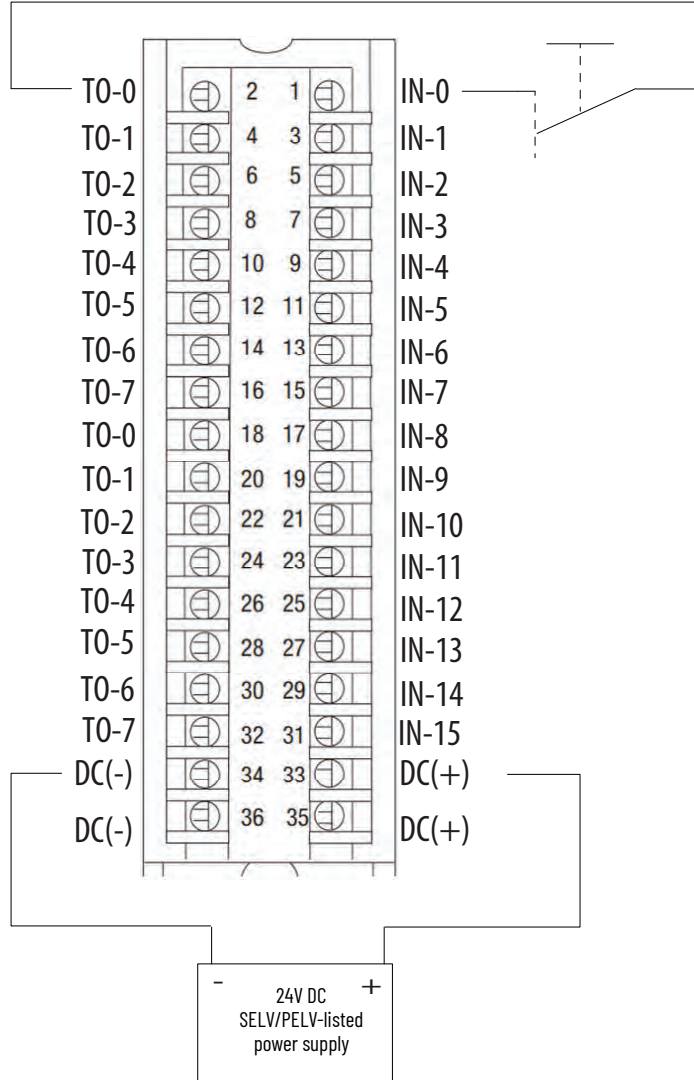 TO-0 2 1 IN-0
TO-1 4 3 IN-1
TO-2 6 5 IN-2
TO-3 8 7 IN-3
TO-4 10 9 IN-4
TO-5 12 11 IN-5
TO-6 14 13 IN-6
TO-7 16 15 IN-7
TO-0 18 17 IN-8
TO-1 20 19 IN-9
TO-2 22 21 IN-10
TO-3 24 23 IN-11
TO-4 26 25 IN-12
TO-5 28 27 IN-13
TO-6 30 29 IN-14
TO-7 32 31 IN-15
DC(-) 34 33 DC(+)
DC(-) 36 35 DC(+)
- +
24V DC
SELV/PELV-listed
power supply